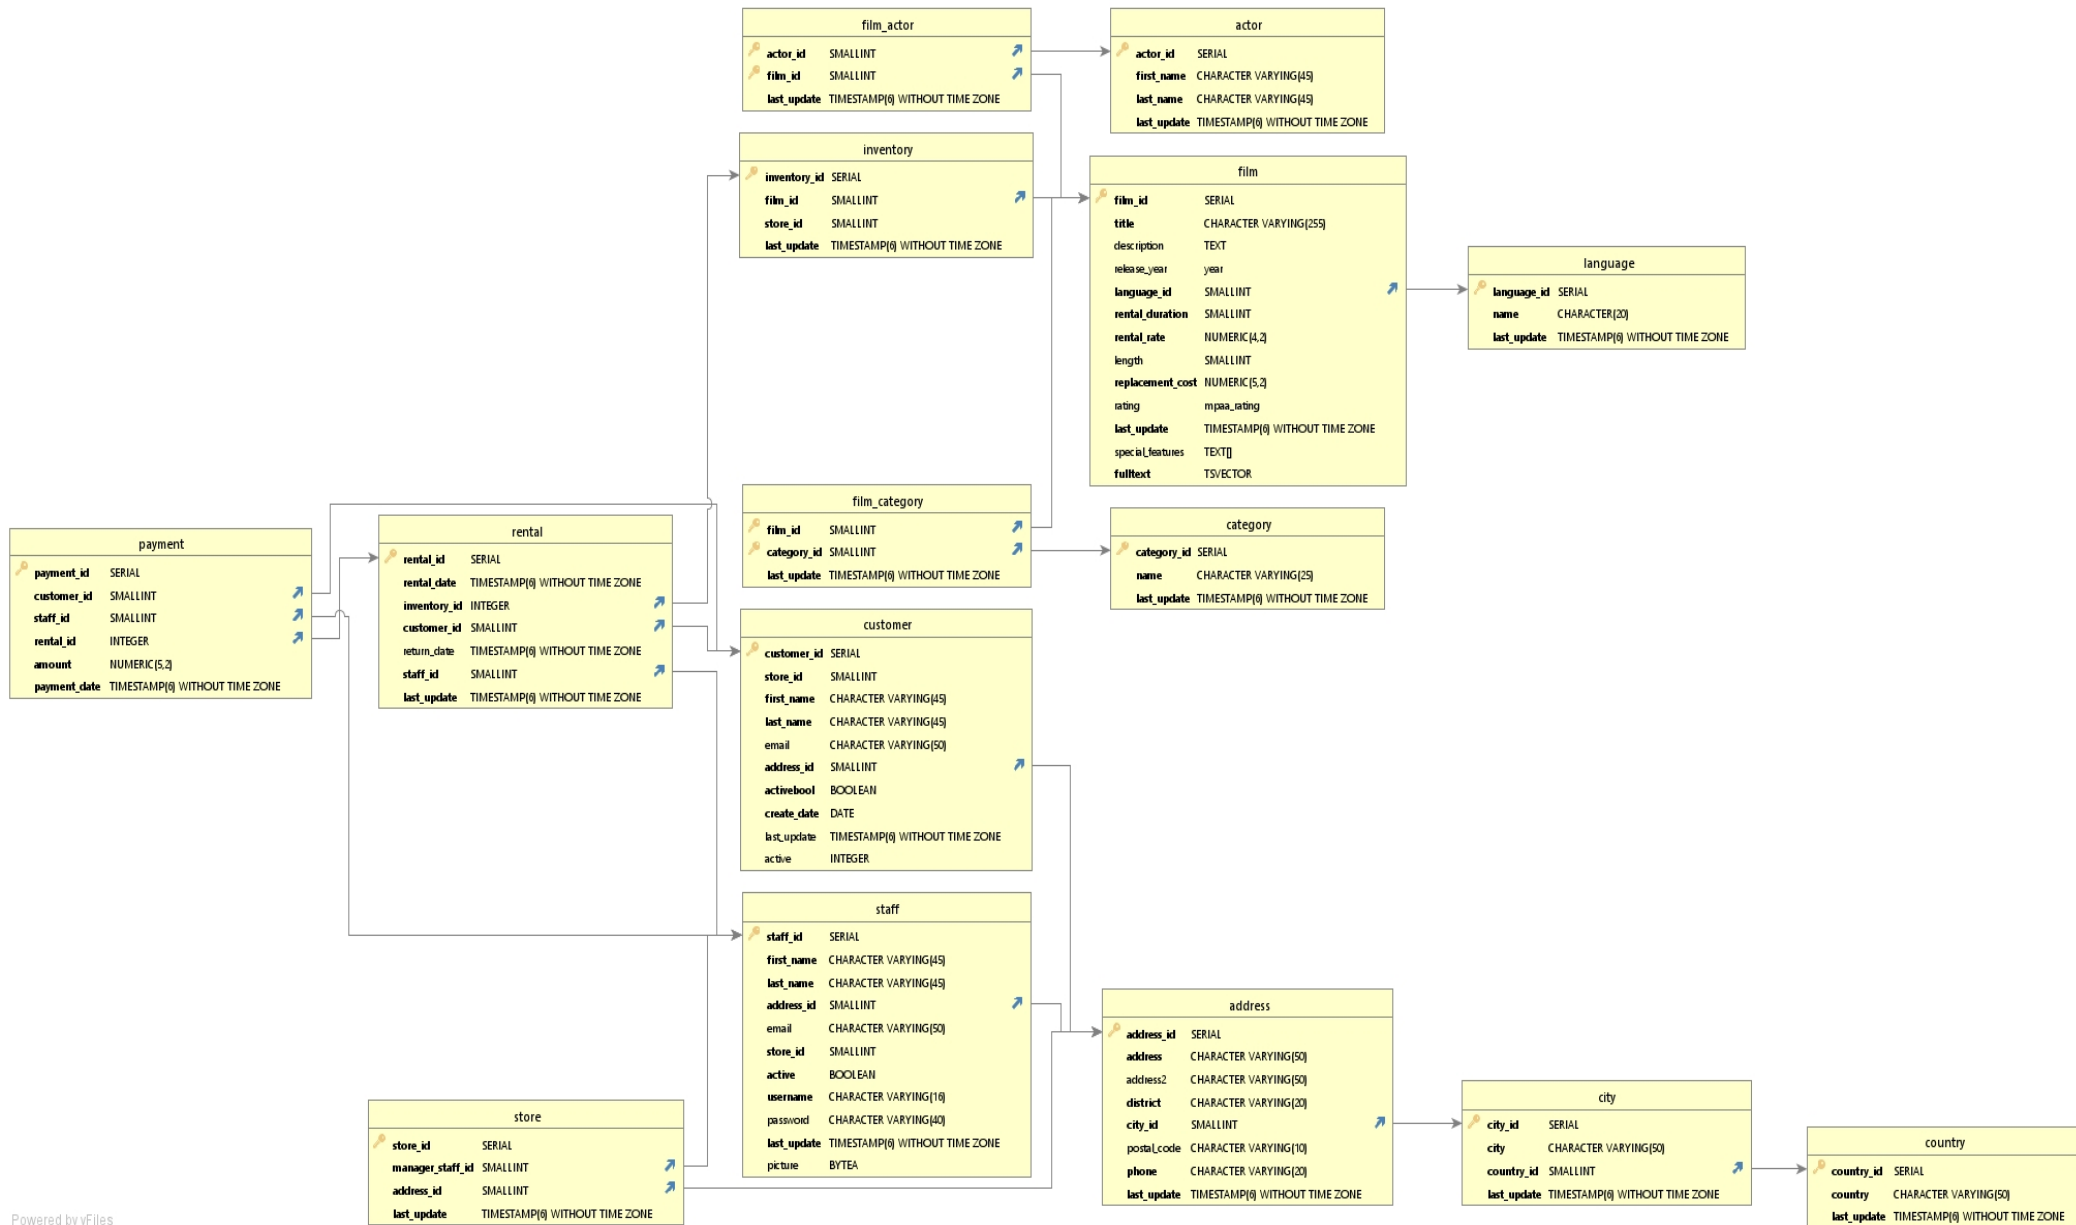 film_actor
actor_id SMALLINT
film_id SMALLINT
last_update TIMESTAMP(6) WITHOUT TIME ZONE
actor
actor_id SERIAL
first_name CHARACTER VARYING(45)
last_name CHARACTER VARYING(45)
last_update TIMESTAMP(6) WITHOUT TIME ZONE
inventory
inventory_id SERIAL
film_id SMALLINT
store_id SMALLINT
last_update TIMESTAMP(6) WITHOUT TIME ZONE
film
film_id SERIAL
title CHARACTER VARYING(255)
description TEXT
release_year year
language_id SMALLINT
rental_duration SMALLINT
rental_rate NUMERIC(4,2)
length SMALLINT
replacement_cost NUMERIC(5,2)
rating mpaa_rating
last_update TIMESTAMP(6) WITHOUT TIME ZONE
special_features TEXT[]
fulltext TSVECTOR
language
language_id SERIAL
name CHARACTER(20)
last_update TIMESTAMP(6) WITHOUT TIME ZONE
film_category
film_id SMALLINT
category_id SMALLINT
last_update TIMESTAMP(6) WITHOUT TIME ZONE
category
category_id SERIAL
name CHARACTER VARYING(25)
last_update TIMESTAMP(6) WITHOUT TIME ZONE
payment
payment_id SERIAL
customer_id SMALLINT
staff_id SMALLINT
rental_id INTEGER
amount NUMERIC(5,2)
payment_date TIMESTAMP(6) WITHOUT TIME ZONE
rental
rental_id SERIAL
rental_date TIMESTAMP(6) WITHOUT TIME ZONE
inventory_id INTEGER
customer_id SMALLINT
return_date TIMESTAMP(6) WITHOUT TIME ZONE
staff_id SMALLINT
last_update TIMESTAMP(6) WITHOUT TIME ZONE
customer
customer_id SERIAL
store_id SMALLINT
first_name CHARACTER VARYING(45)
last_name CHARACTER VARYING(45)
email CHARACTER VARYING(50)
address_id SMALLINT
activebool BOOLEAN
create_date DATE
last_update TIMESTAMP(6) WITHOUT TIME ZONE
active INTEGER
staff
staff_id SERIAL
first_name CHARACTER VARYING(45)
last_name CHARACTER VARYING(45)
address_id SMALLINT
email CHARACTER VARYING(50)
store_id SMALLINT
active BOOLEAN
username CHARACTER VARYING(16)
password CHARACTER VARYING(40)
last_update TIMESTAMP(6) WITHOUT TIME ZONE
picture BYTEA
store
store_id SERIAL
manager_staff_id SMALLINT
address_id SMALLINT
last_update TIMESTAMP(6) WITHOUT TIME ZONE
address
address_id SERIAL
address CHARACTER VARYING(50)
address2 CHARACTER VARYING(50)
district CHARACTER VARYING(20)
city_id SMALLINT
postal_code CHARACTER VARYING(10)
phone CHARACTER VARYING(20)
last_update TIMESTAMP(6) WITHOUT TIME ZONE
city
city_id SERIAL
city CHARACTER VARYING(50)
country_id SMALLINT
last_update TIMESTAMP(6) WITHOUT TIME ZONE
country
country_id SERIAL
country CHARACTER VARYING(50)
last_update TIMESTAMP(6) WITHOUT TIME ZONE
Powered by yFiles